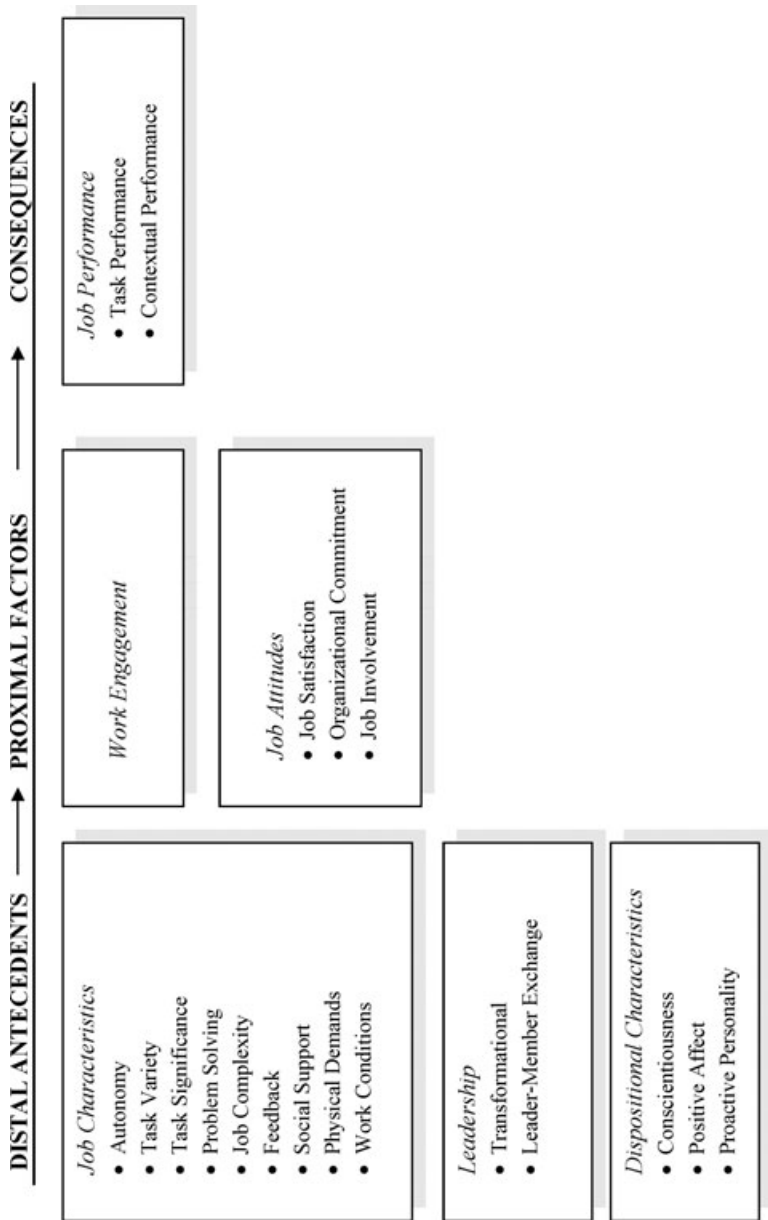 DISTAL ANTECEDENTS → PROXIMAL FACTORS → CONSEQUENCES
Job Characteristics
• Autonomy
• Task Variety
• Task Significance
• Problem Solving
• Job Complexity
• Feedback
• Social Support
• Physical Demands
• Work Conditions
Leadership
• Transformational
• Leader-Member Exchange
Dispositional Characteristics
• Conscientiousness
• Positive Affect
• Proactive Personality
Work Engagement
Job Attitudes
• Job Satisfaction
• Organizational Commitment
• Job Involvement
Job Performance
• Task Performance
• Contextual Performance